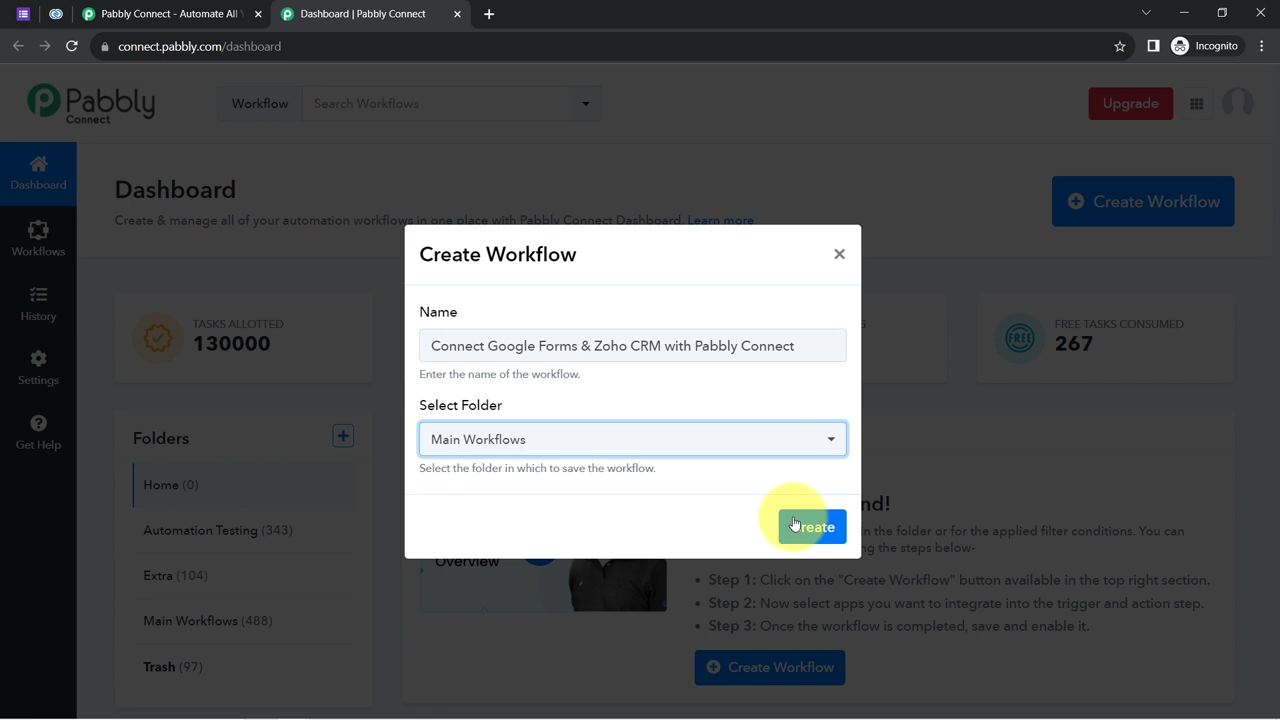 Pabbly Connect - Automate All
Dashboard | Pabbly Connect
connect.pabbly.com/dashboard
Incognito
Pabbly
Connect
Workflow
Search Workflows
Upgrade
Dashboard
Workflows
History
Settings
Get Help
Dashboard
Create & manage all of your automation workflows in one place with Pabbly Connect Dashboard. Learn more
Create Workflow
TASKS ALLOTTED
130000
FREE TASKS CONSUMED
267
FREE
Folders
Home (0)
Automation Testing (343)
Extra (104)
Main Workflows (488)
Trash (97)
Create Workflow
Name
Connect Google Forms & Zoho CRM with Pabbly Connect
Enter the name of the workflow.
Select Folder
Main Workflows
Select the folder in which to save the workflow.
Create
Overview
in the folder or for the applied filter conditions. You can
the steps below-
Step 1: Click on the "Create Workflow" button available in the top right section.
Step 2: Now select apps you want to integrate into the trigger and action step.
Step 3: Once the workflow is completed, save and enable it.
Create Workflow